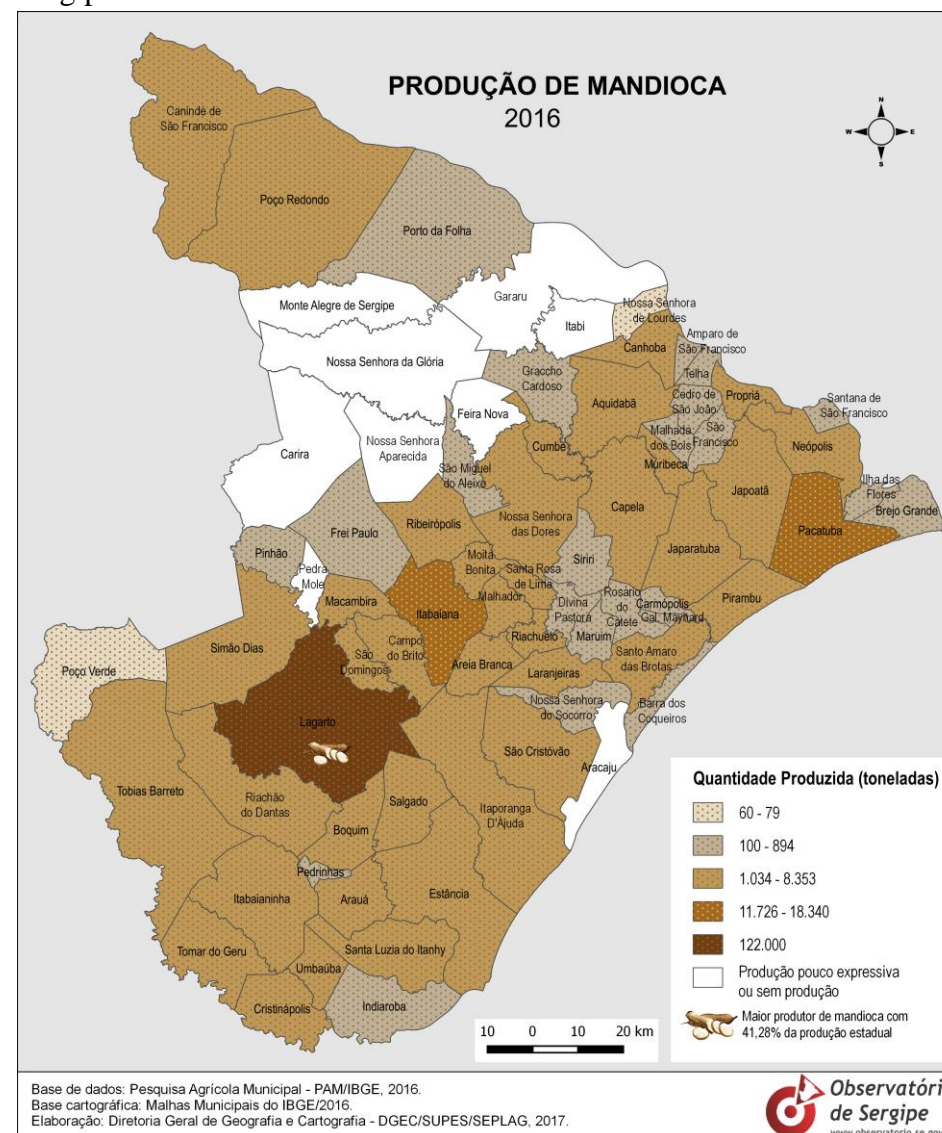 PRODUÇÃO DE MANDIOCA
2016
N
W
E
S
Canindé de
São Francisco
Poço Redondo
Porto da Folha
Monte Alegre de Sergipe
Gararu
Itabi
Nossa Senhora
de Lourdes
Nossa Senhora da Glória
Canhoba
Amparo de
São Francisco
Telha
Graccho
Cardoso
Aquidabã
Cedro de
São João
Propriá
Santana de
São Francisco
Feira Nova
Malhada
dos Bois
São
Francisco
Neópolis
Carira
Nossa Senhora
Aparecida
São Miguel
do Aleixo
Cumbe
Muribeca
Ilha das
Flores
Brejo Grande
Capela
Japoatã
Pacatuba
Frei Paulo
Ribeirópolis
Nossa Senhora
das Dores
Japaratuba
Pinhão
Pedra
Mole
Moita
Bonita
Santa Rosa
de Lima
Siriri
Macambira
Itabaiana
Malhador
Divina
Pastora
Rosário
do
Catete
Carmópolis
Gal. Maynard
Pirambu
Simão Dias
São
Domingos
Campo
do Brito
Riachuelo
Maruim
Santo Amaro
das Brotas
Poço Verde
Areia Branca
Laranjeiras
Lagarto
Nossa Senhora
do Socorro
Barra dos
Coqueiros
São Cristóvão
Aracaju
Tobias Barreto
Riachão
do Dantas
Salgado
Itaporanga
D'Ajuda
Boquim
Pedrinhas
Itabaianinha
Arauá
Estância
Tomar do Geru
Santa Luzia do Itanhy
Umbaúba
Cristinápolis
Indiaroba
Quantidade Produzida (toneladas)
60 - 79
100 - 894
1.034 - 8.353
11.726 - 18.340
122.000
Produção pouco expressiva
ou sem produção
Maior produtor de mandioca com
41,28% da produção estadual
10 0 10 20 km
Base de dados: Pesquisa Agrícola Municipal - PAM/IBGE, 2016.
Base cartográfica: Malhas Municipais do IBGE/2016.
Elaboração: Diretoria Geral de Geografia e Cartografia - DGEC/SUPES/SEPLAG, 2017.
Observatóri
de Sergipe